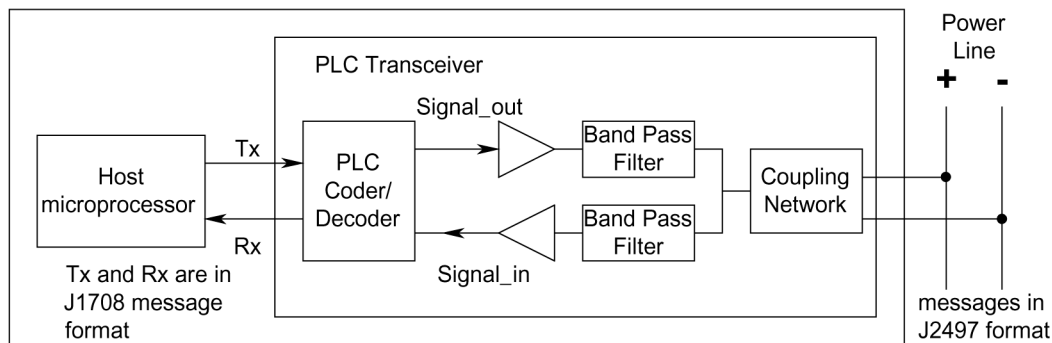 Power
Line
+ -
PLC Transceiver
Signal_out
Tx
Band Pass
Filter
Host
microprocessor
PLC
Coder/
Decoder
Coupling
Network
Rx
Band Pass
Filter
Signal_in
Tx and Rx are in
J1708 message
format
messages in
J2497 format